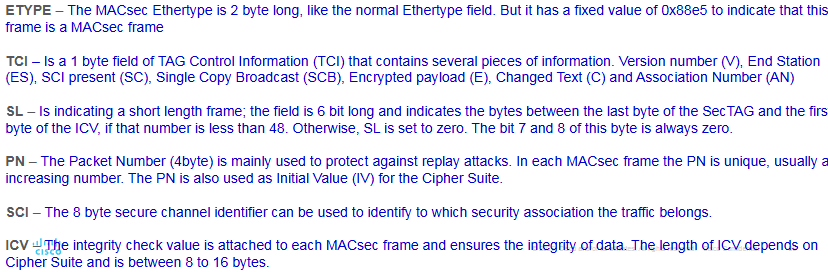 ETYPE – The MACsec Ethertype is 2 byte long, like the normal Ethertype field. But it has a fixed value of 0x88e5 to indicate that this
frame is a MACsec frame
TCI – Is a 1 byte field of TAG Control Information (TCI) that contains several pieces of information. Version number (V), End Station
(ES), SCI present (SC), Single Copy Broadcast (SCB), Encrypted payload (E), Changed Text (C) and Association Number (AN)
SL – Is indicating a short length frame; the field is 6 bit long and indicates the bytes between the last byte of the SecTAG and the firs
byte of the ICV, if that number is less than 48. Otherwise, SL is set to zero. The bit 7 and 8 of this byte is always zero.
PN – The Packet Number (4byte) is mainly used to protect against replay attacks. In each MACsec frame the PN is unique, usually a
increasing number. The PN is also used as Initial Value (IV) for the Cipher Suite.
SCI – The 8 byte secure channel identifier can be used to identify to which security association the traffic belongs.
ICV – The integrity check value is attached to each MACsec frame and ensures the integrity of data. The length of ICV depends on
CISCO
Cipher Suite and is between 8 to 16 bytes.